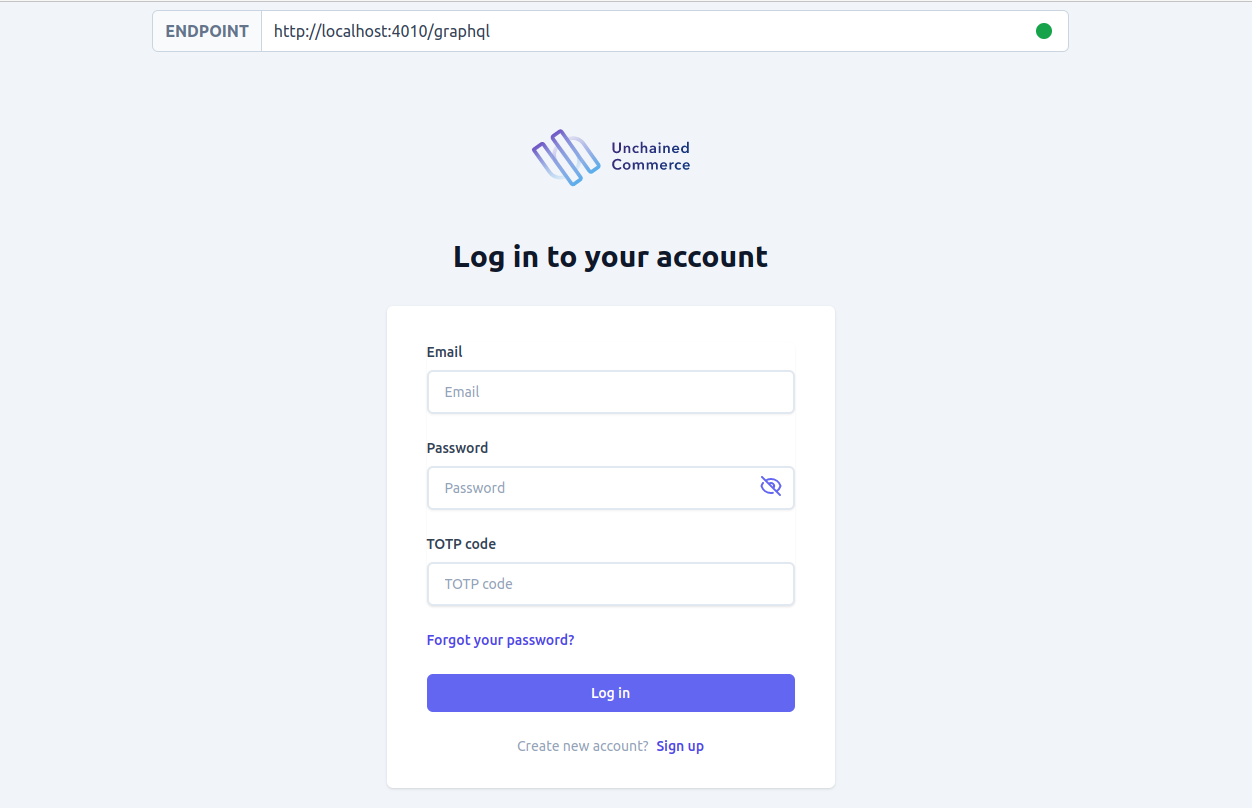 ENDPOINT http://localhost:4010/graphql
Unchained
Commerce
Log in to your account
Email
Email
Password
Password
TOTP code
TOTP code
Forgot your password?
Log in
Create new account? Sign up